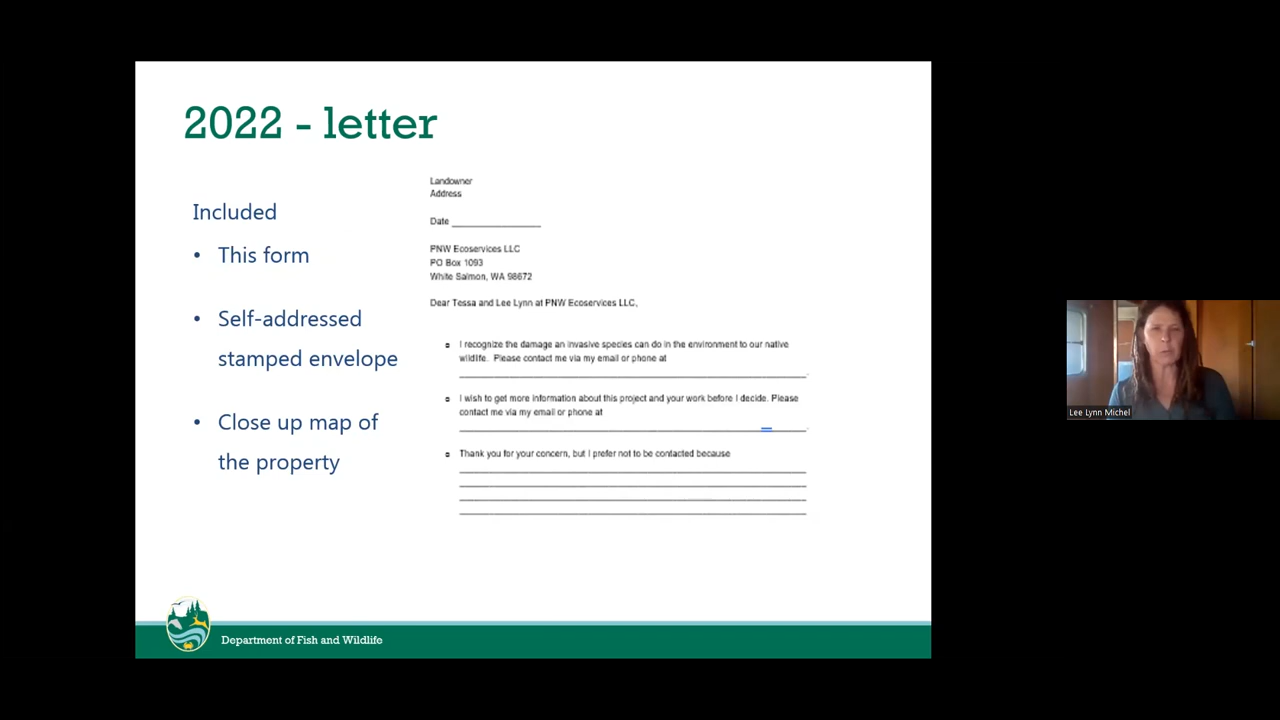 2022 - letter
Included
• This form
• Self-addressed
stamped envelope
• Close up map of
the property
Landowner
Address
Date __________________
PNW Ecoservices LLC
PO Box 1093
White Salmon, WA 98672
Dear Tessa and Lee Lynn at PNW Ecoservices LLC,
I recognize the damage an invasive species can do in the environment to our native
wildlife. Please contact me via my email or phone at
I wish to get more information about this project and your work before I decide. Please
contact me via my email or phone at
Thank you for your concern, but I prefer not to be contacted because
Department of Fish and Wildlife
Lee Lynn Michel